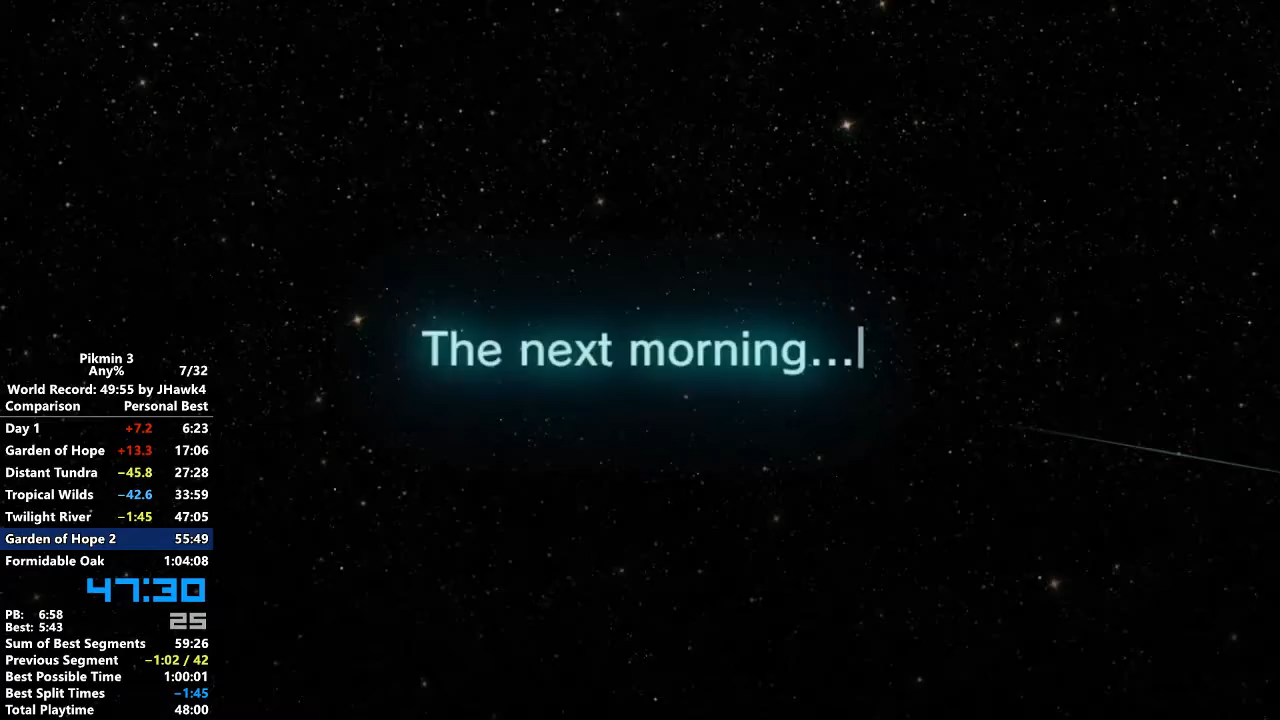 The next morning...
Pikmin 3
Any% 7/32
World Record: 49:55 by JHawk4
Comparison Personal Best
Day 1 +7.2 6:23
Garden of Hope +13.3 17:06
Distant Tundra −45.8 27:28
Tropical Wilds −42.6 33:59
Twilight River −1:45 47:05
Garden of Hope 2 55:49
Formidable Oak 1:04:08
47:30
PB: 6:58
25
Best: 5:43
Sum of Best Segments 59:26
Previous Segment −1:02 / 42
Best Possible Time 1:00:01
Best Split Times −1:45
Total Playtime 48:00